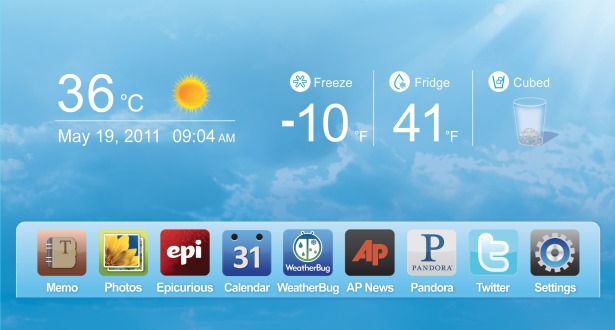 Freeze Fridge Cubed
36 °C -10 °F 41 °F
May 19, 2011 09:04 AM
T epi 31 WeatherBug AP P PANDORA t
Memo Photos Epicurious Calendar WeatherBug AP News Pandora Twitter Settings